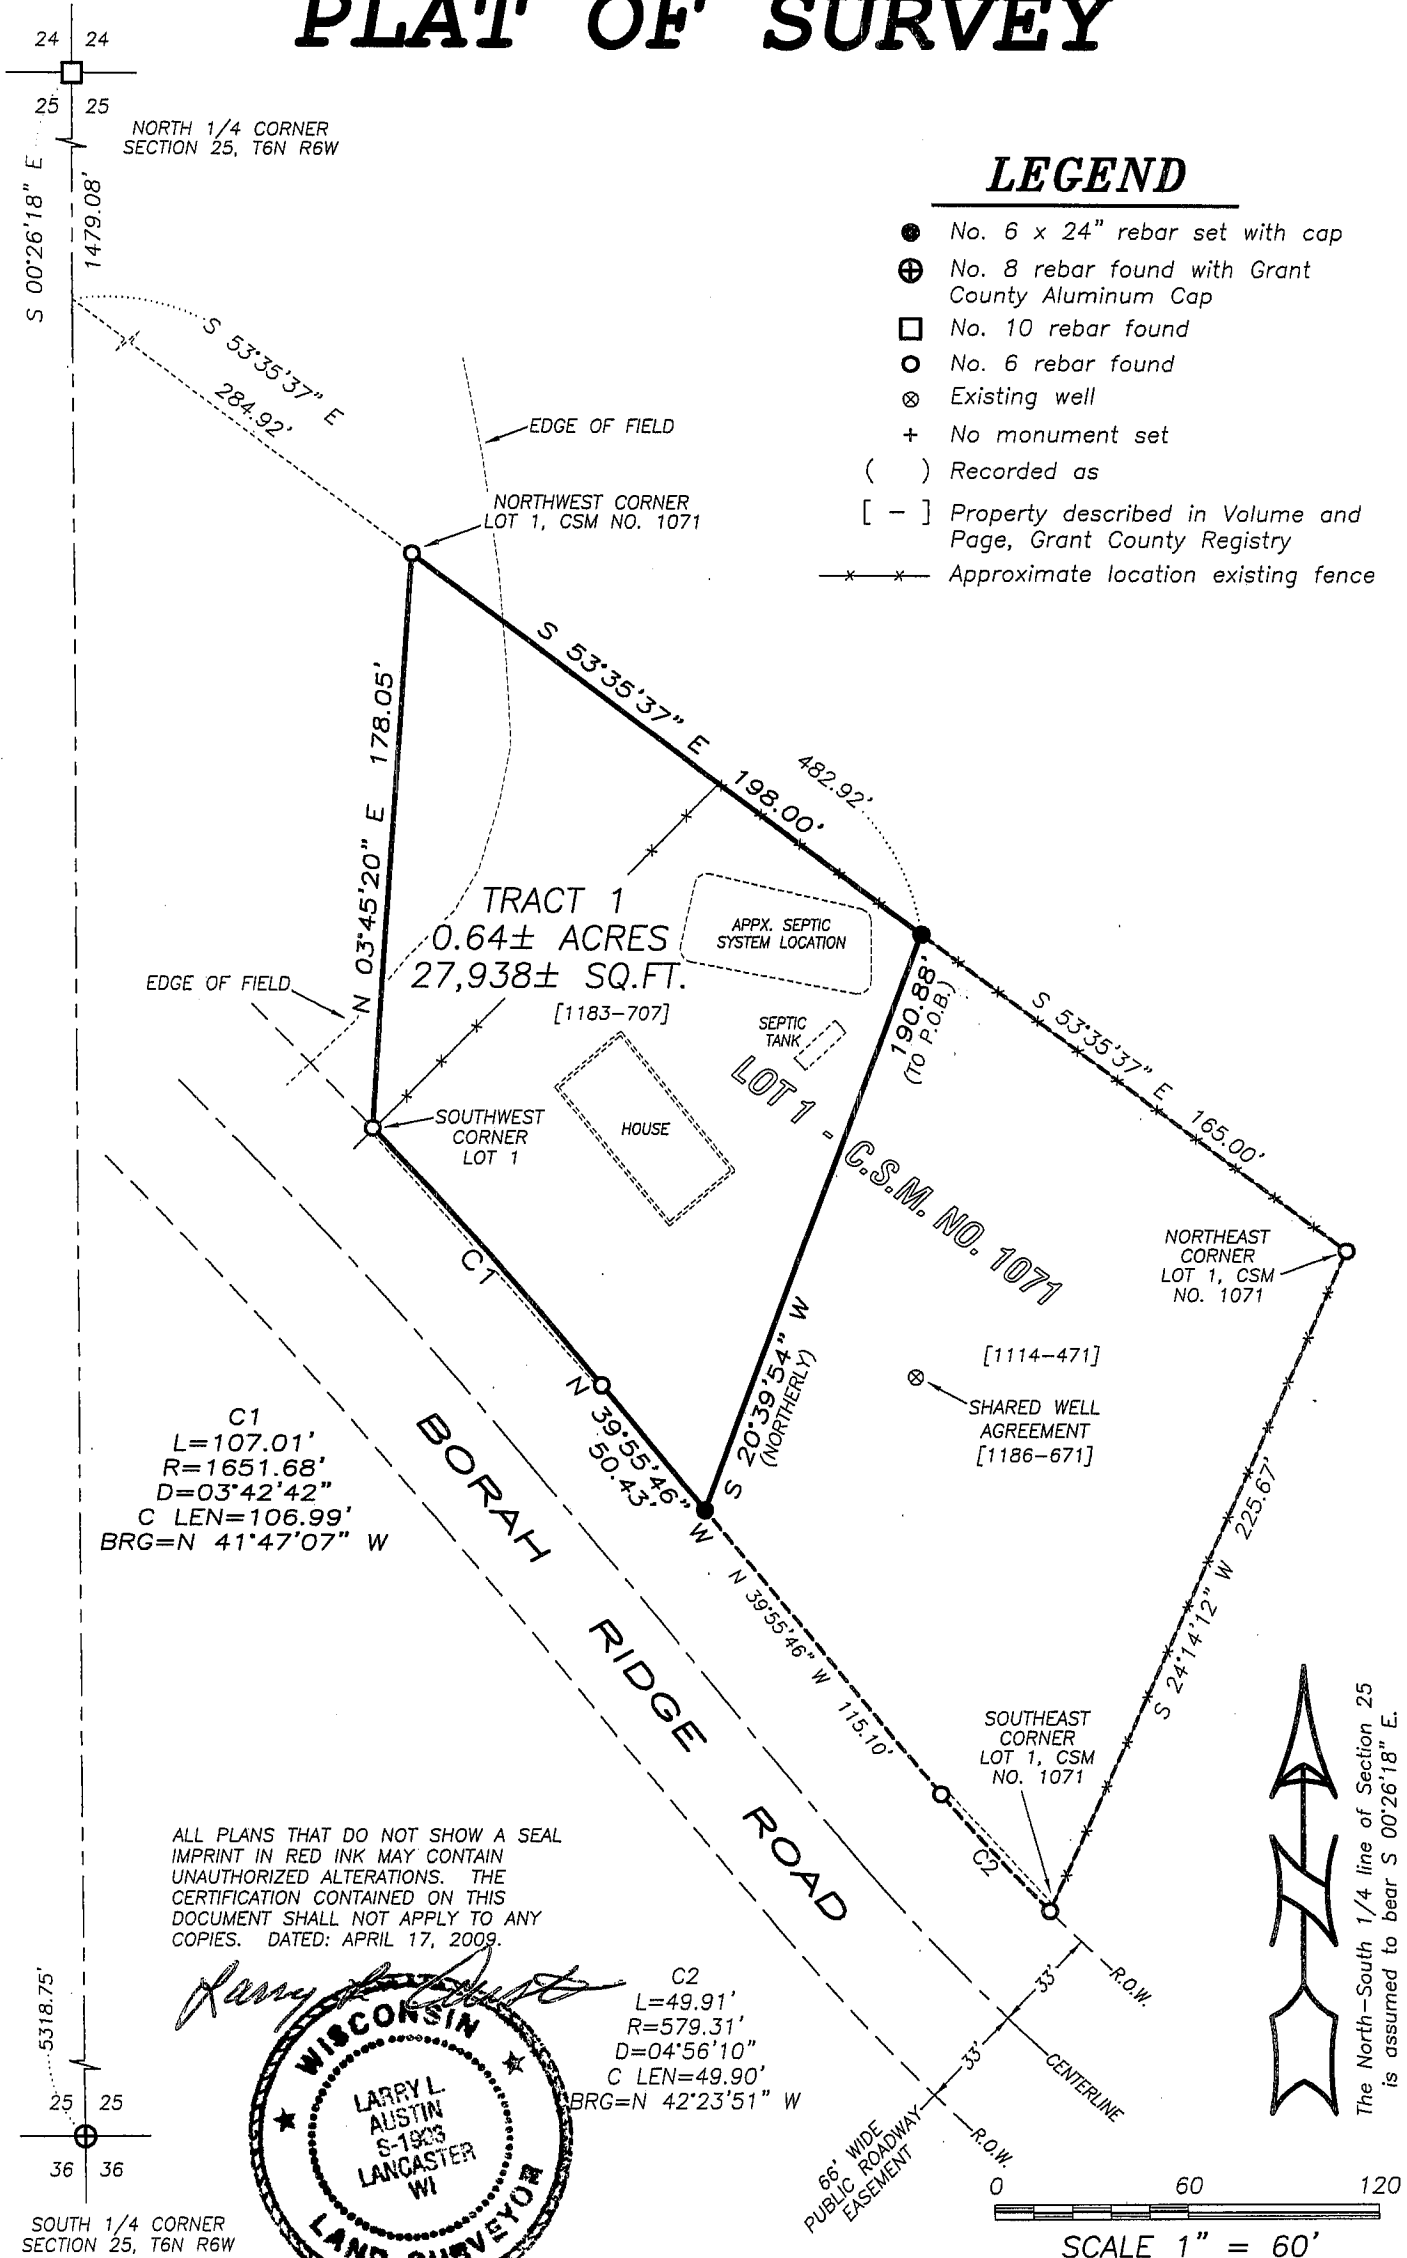 PLAT OF SURVEY
24 24
25 25
NORTH 1/4 CORNER
SECTION 25, T6N R6W
S 00°26'18" E
1479.08'
LEGEND
No. 6 x 24" rebar set with cap
No. 8 rebar found with Grant
County Aluminum Cap
No. 10 rebar found
No. 6 rebar found
Existing well
+ No monument set
( ) Recorded as
[ - ] Property described in Volume and
Page, Grant County Registry
Approximate location existing fence
S 53°35'37" E
284.92'
EDGE OF FIELD
NORTHWEST CORNER
LOT 1, CSM NO. 1071
S 53°35'37" E 198.00'
482.92'
N 03°45'20" E 178.05'
TRACT 1
0.64± ACRES
27,938± SQ.FT.
[1183-707]
APPX. SEPTIC
SYSTEM LOCATION
EDGE OF FIELD
SEPTIC
TANK
190.88'
(TO P.O.B.)
S 53°35'37" E 165.00'
LOT 1 - C.S.M. NO. 1071
SOUTHWEST
CORNER
LOT 1
HOUSE
C1
NORTHEAST
CORNER
LOT 1, CSM
NO. 1071
S 20°39'54" W
(NORTHERLY)
[1114-471]
SHARED WELL
AGREEMENT
[1186-671]
N 39°55'46" W
50.43'
C1
L=107.01'
R=1651.68'
D=03°42'42"
C LEN=106.99'
BRG=N 41°47'07" W
BORAH RIDGE ROAD
N 39°55'46" W 115.10'
S 24°14'12" W 225.67'
SOUTHEAST
CORNER
LOT 1, CSM
NO. 1071
C2
ALL PLANS THAT DO NOT SHOW A SEAL
IMPRINT IN RED INK MAY CONTAIN
UNAUTHORIZED ALTERATIONS. THE
CERTIFICATION CONTAINED ON THIS
DOCUMENT SHALL NOT APPLY TO ANY
COPIES. DATED: APRIL 17, 2009.
Larry L Austin
WISCONSIN
LARRY L.
AUSTIN
S-1933
LANCASTER
WI
LAND SURVEYOR
C2
L=49.91'
R=579.31'
D=04°56'10"
C LEN=49.90'
BRG=N 42°23'51" W
33'
33'
R.O.W.
CENTERLINE
R.O.W.
66' WIDE
PUBLIC ROADWAY
EASEMENT
The North-South 1/4 line of Section 25
is assumed to bear S 00°26'18" E.
N
5318.75'
25 25
36 36
SOUTH 1/4 CORNER
SECTION 25, T6N R6W
0 60 120
SCALE 1" = 60'